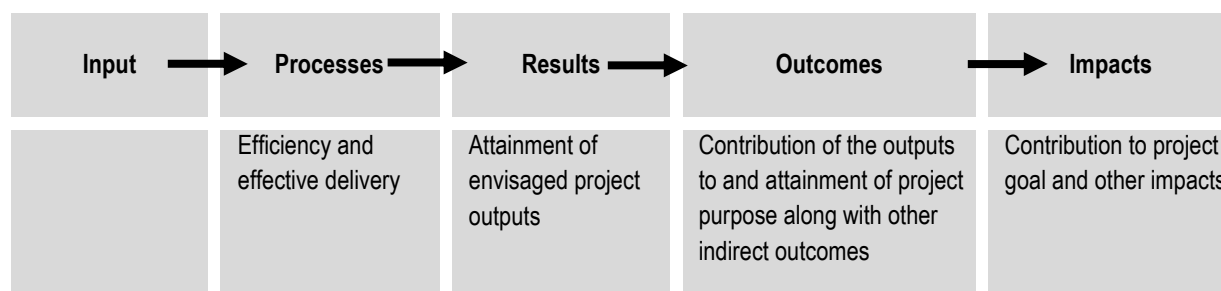 Input Processes Results Outcomes Impacts
Efficiency and
effective delivery
Attainment of
envisaged project
outputs
Contribution of the outputs
to and attainment of project
purpose along with other
indirect outcomes
Contribution to project
goal and other impacts